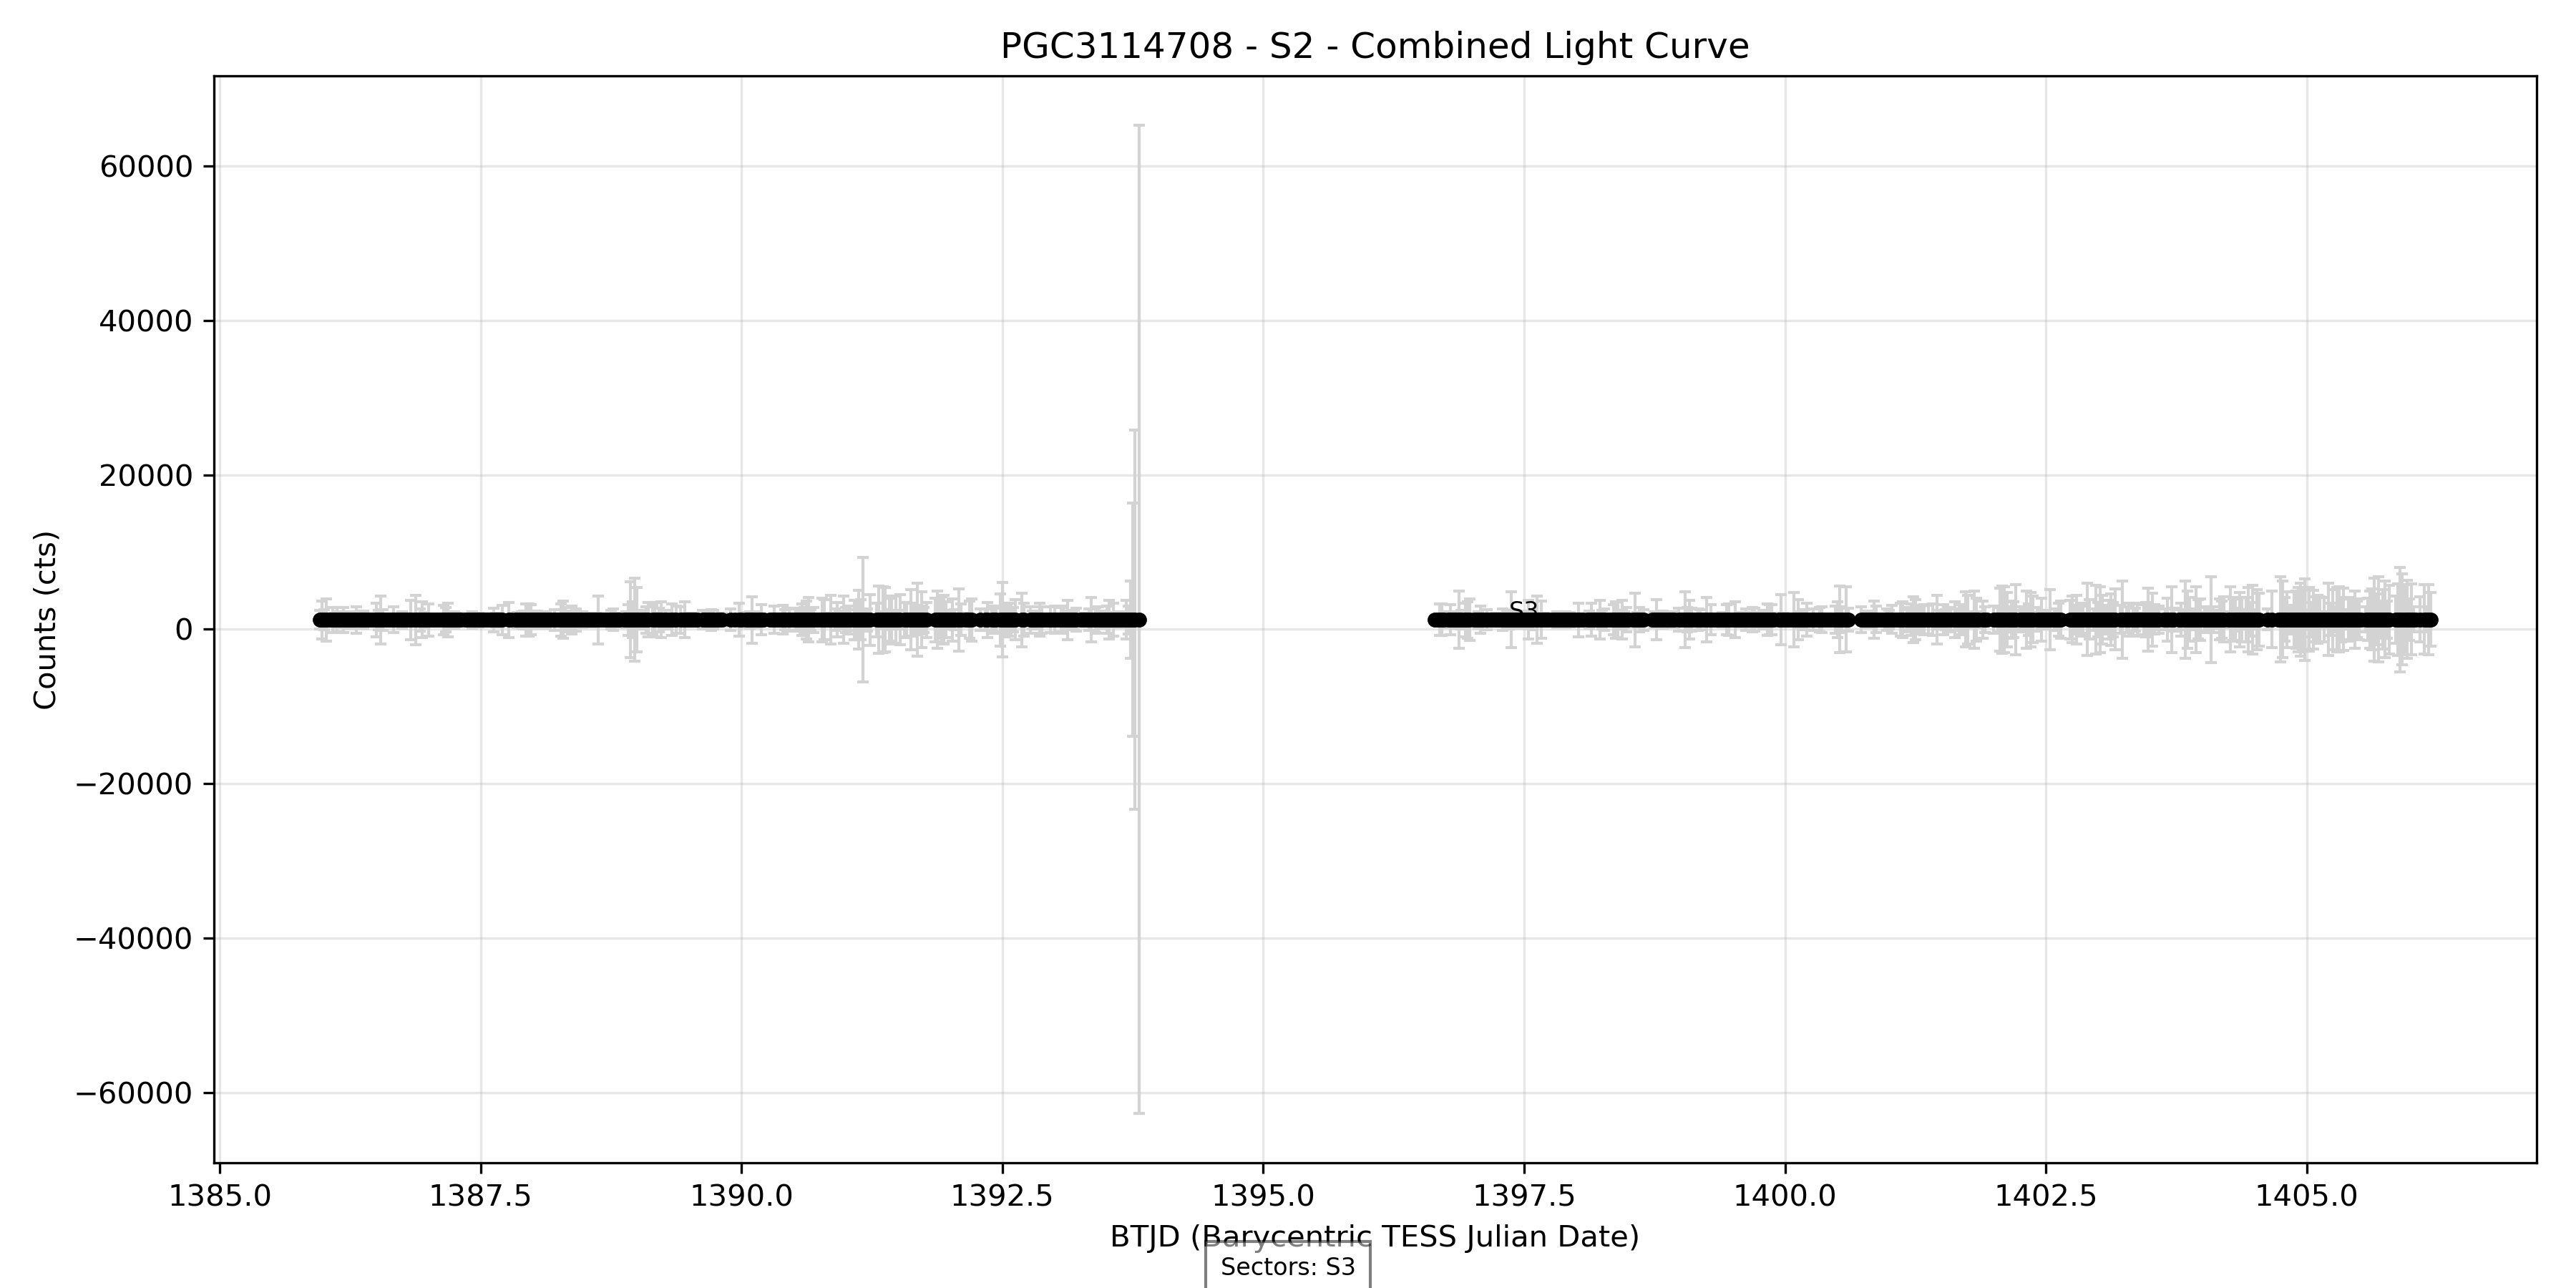 PGC3114708 - S2 - Combined Light Curve
60000
40000
20000
0
−20000
−40000
−60000
Counts (cts)
S3
1385.0 1387.5 1390.0 1392.5 1395.0 1397.5 1400.0 1402.5 1405.0
BTJD (Barycentric TESS Julian Date)
Sectors: S3